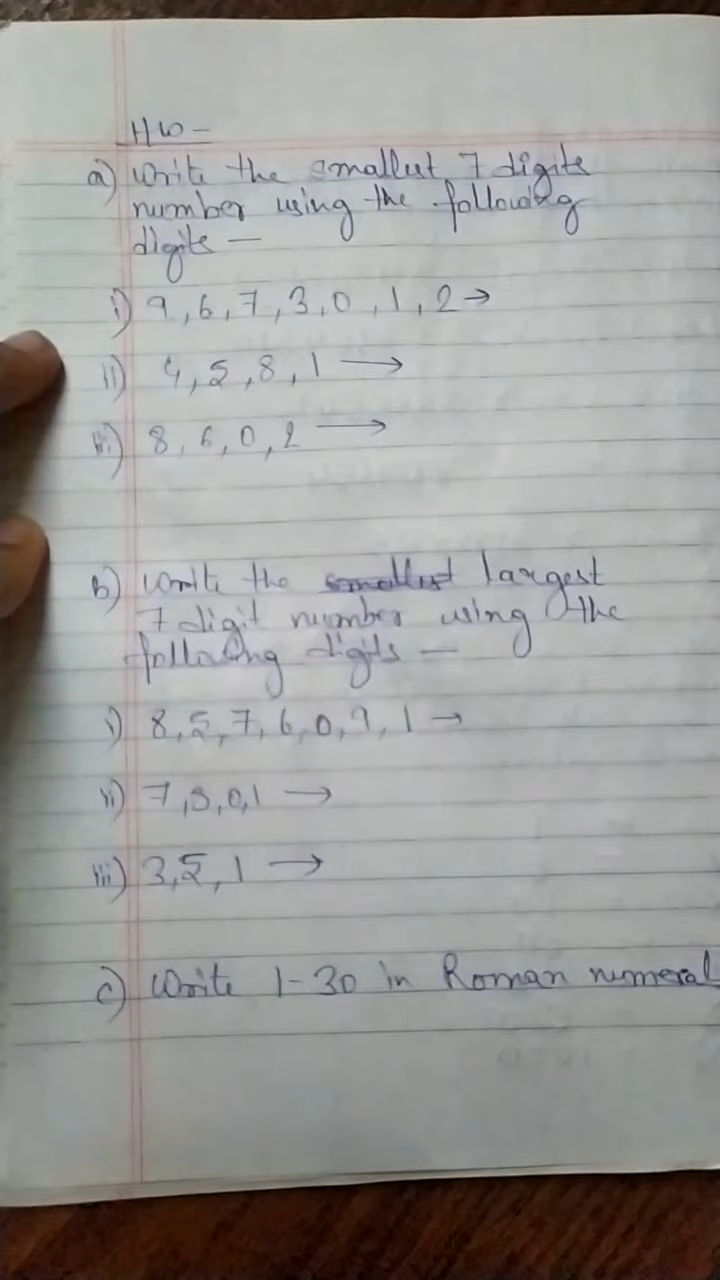 HW -
a) Write the smallest 7 digits
number using the following
digits —
i) 9, 6, 7, 3, 0, 1, 2 →
ii) 4, 5, 8, 1 →
iii) 8, 6, 0, 2 →
b) Write the smallest largest
7 digit number using the
following digits —
i) 8, 5, 7, 6, 0, 9, 1 →
ii) 7, , 0, 1 →
iii) 3, 5, 1 →
c) Write 1-30 in Roman numeral